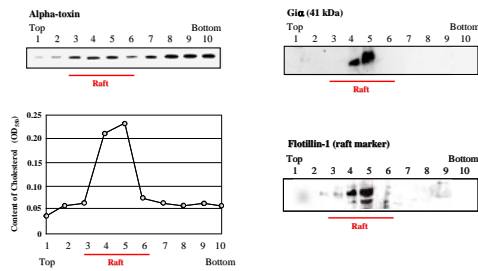 Alpha-toxin
Top Bottom
1 2 3 4 5 6 7 8 9 10
Raft
Content of Cholesterol (OD550)
0.25
0.20
0.15
0.10
0.05
0
1 2 3 4 5 6 7 8 9 10
Top Raft Bottom
Giα (41 kDa)
Top Bottom
1 2 3 4 5 6 7 8 9 10
Raft
Flotillin-1 (raft marker)
Top Bottom
1 2 3 4 5 6 7 8 9 10
Raft